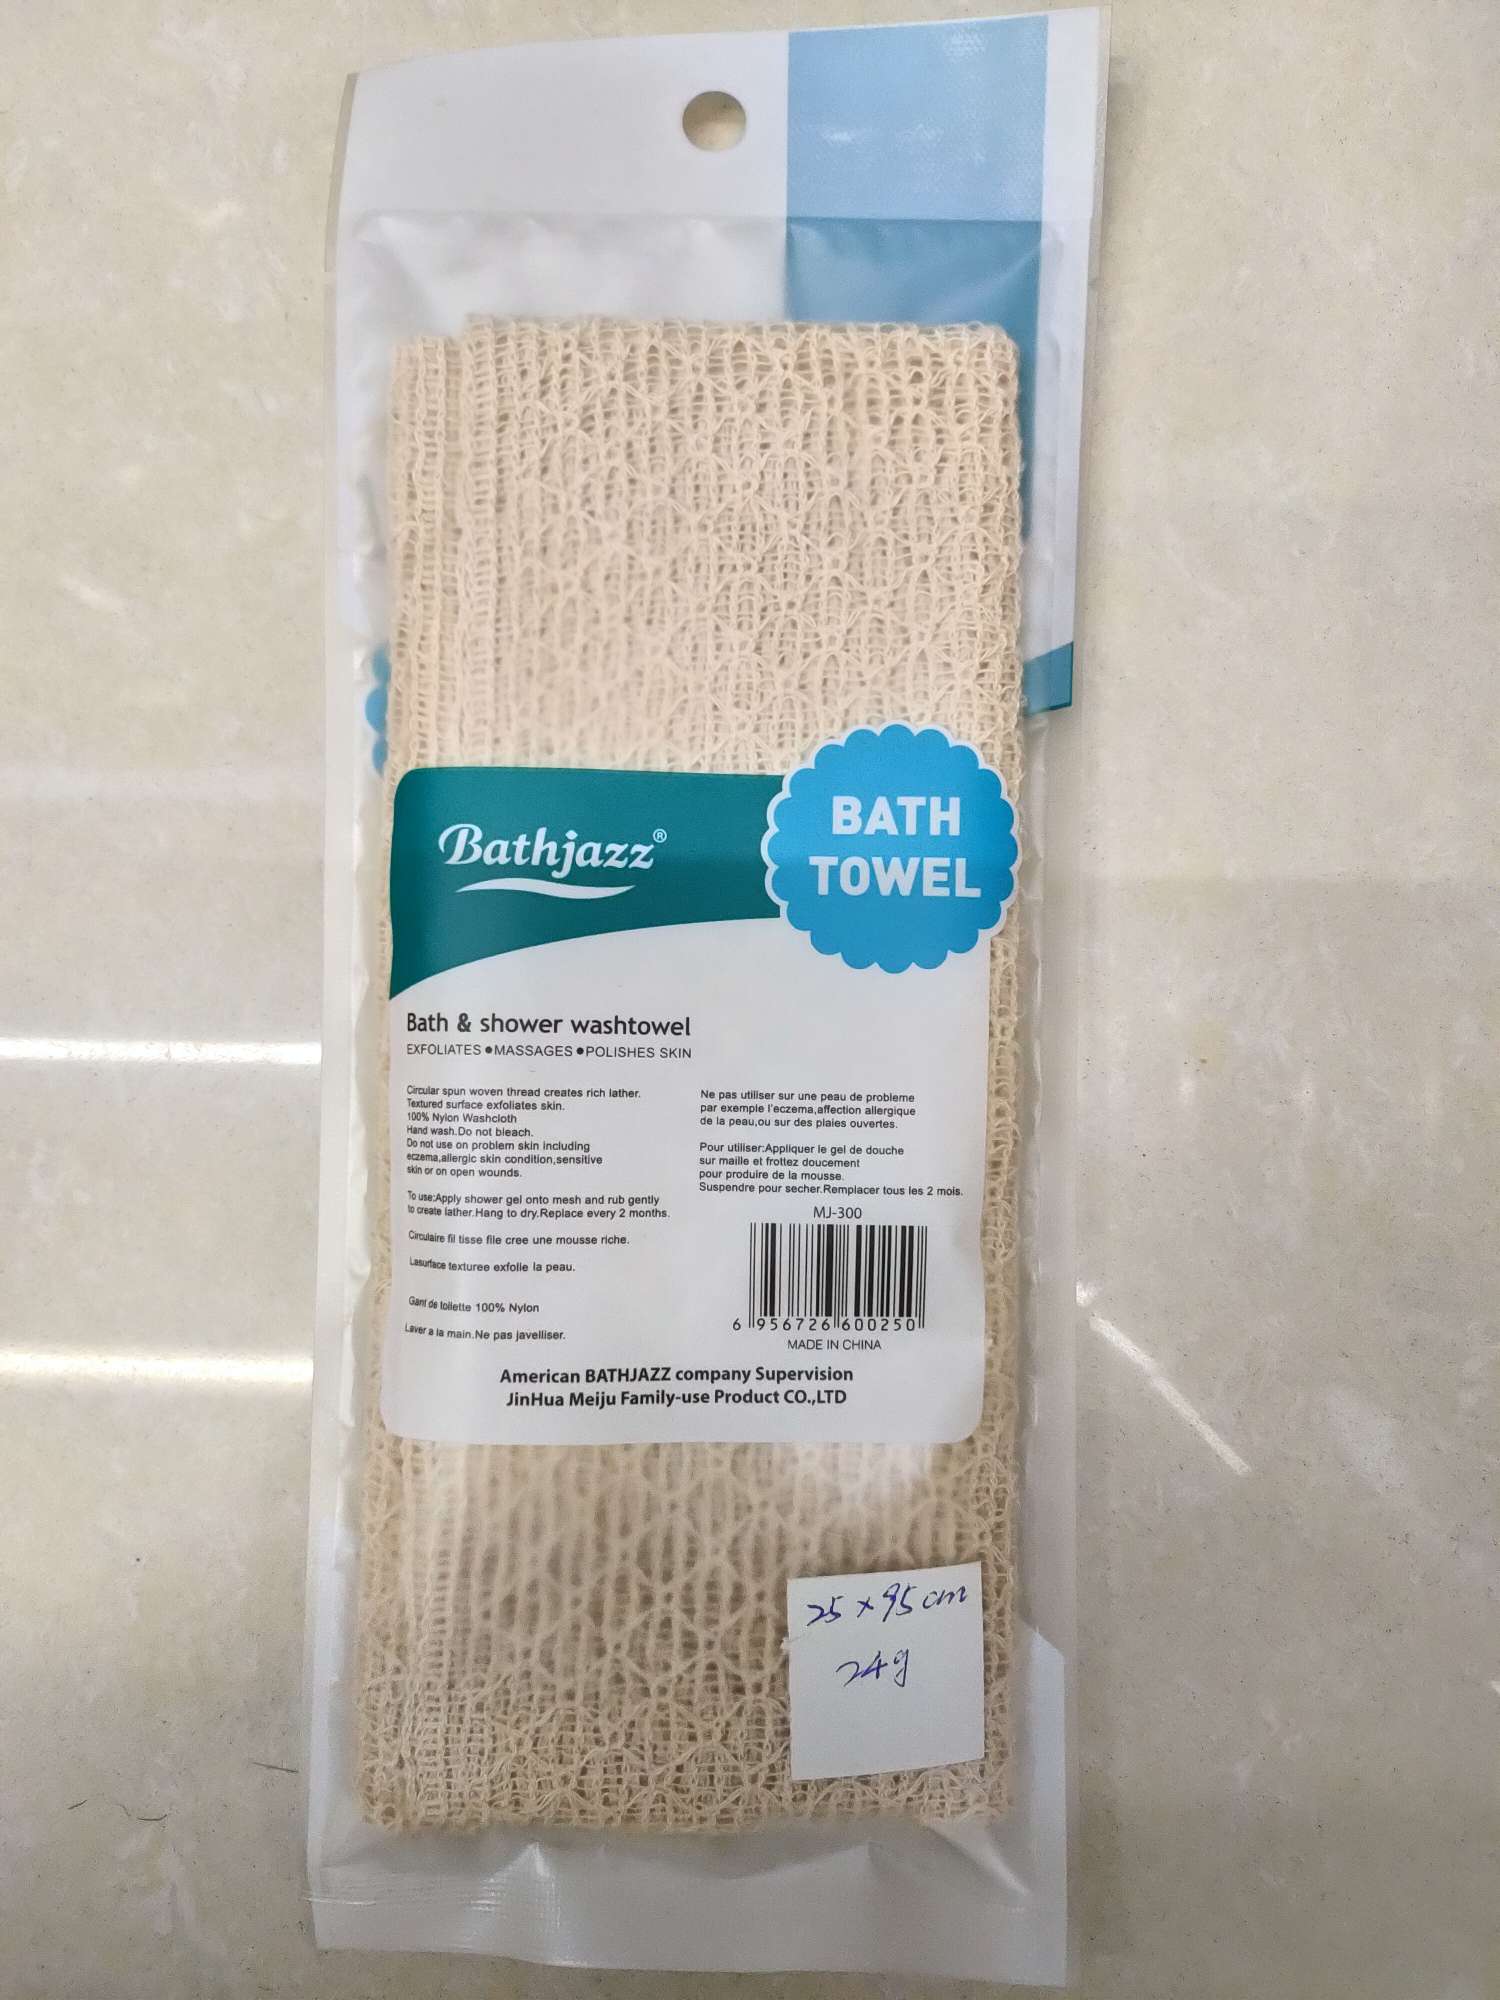 Bathjazz®
BATH
TOWEL
Bath & shower washtowel
EXFOLIATES ●MASSAGES ●POLISHES SKIN
Circular spun woven thread creates rich lather.
Textured surface exfoliates skin.
100% Nylon Washcloth
Hand wash.Do not bleach.
Do not use on problem skin including
eczema,allergic skin condition,sensitive
skin or on open wounds.
To use:Apply shower gel onto mesh and rub gently
to create lather.Hang to dry.Replace every 2 months.
Circulaire fil tisse file cree une mousse riche.
Lasurface texturee exfolie la peau.
Gant de toilette 100% Nylon
Laver a la main.Ne pas javelliser.
Ne pas utiliser sur une peau de probleme
par exemple l'eczema,affection allergique
de la peau,ou sur des plaies ouvertes.
Pour utiliser:Appliquer le gel de douche
sur maille et frottez doucement
pour produire de la mousse.
Suspendre pour secher.Remplacer tous les 2 mois.
MJ-300
6 956726 600250
MADE IN CHINA
American BATHJAZZ company Supervision
JinHua Meiju Family-use Product CO.,LTD
25 x 95 cm
24g